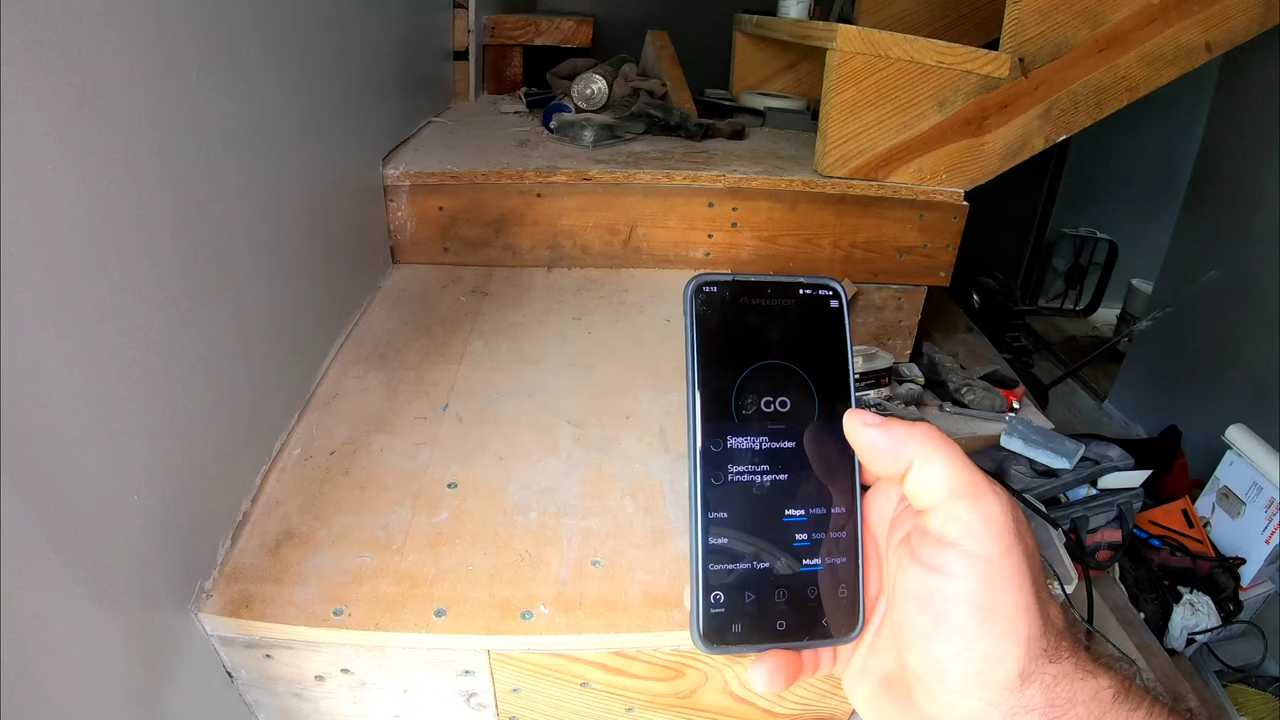 12:12
82%
SPEEDTEST
GO
Spectrum
Finding provider
Spectrum
Finding server
Units Mbps MB/s kB/s
Scale 100 500 1000
Connection Type Multi Single
Speed